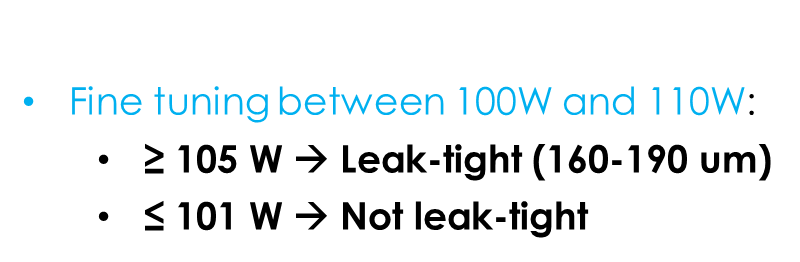 • Fine tuning between 100W and 110W:
• ≥ 105 W → Leak-tight (160-190 um)
• ≤ 101 W → Not leak-tight